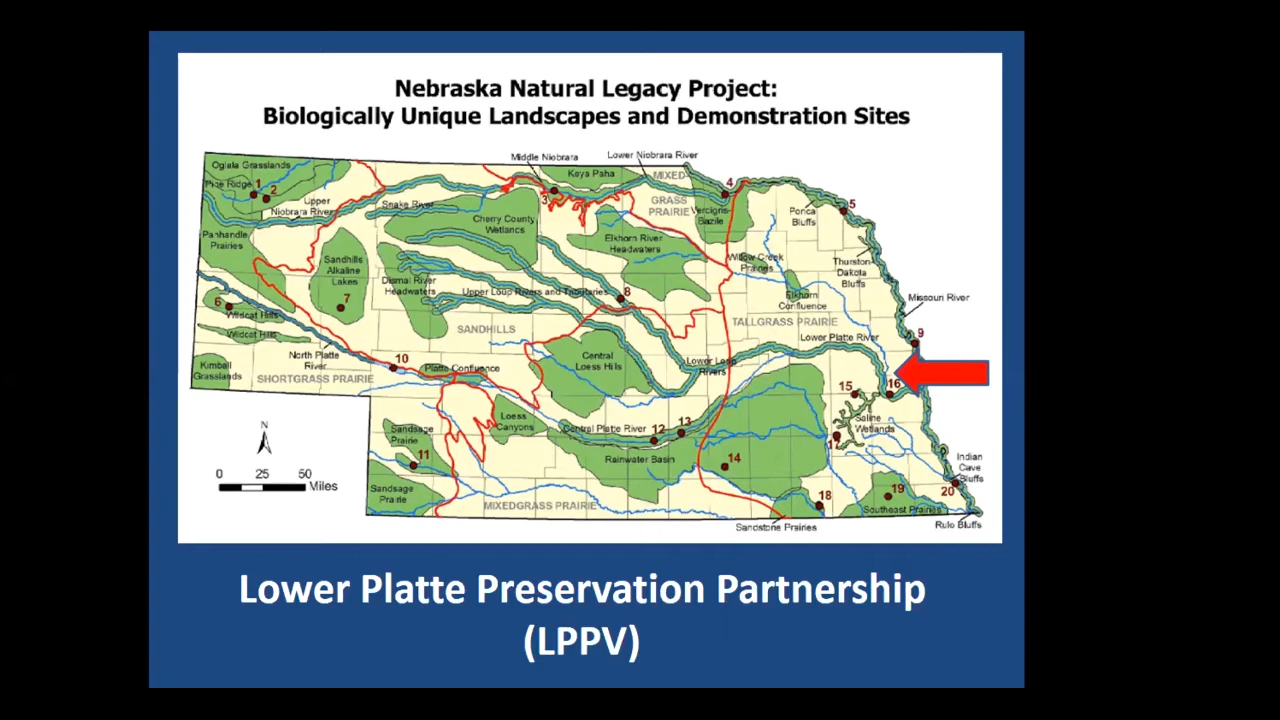 Nebraska Natural Legacy Project:
Biologically Unique Landscapes and Demonstration Sites
Middle Niobrara
Lower Niobrara River
Oglala Grasslands
Keya Paha
MIXED
GRASS
PRAIRIE
Pine Ridge
1
2
3
4
5
Upper
Niobrara River
Snake River
Verdigris-
Bazile
Ponca
Bluffs
Cherry County
Wetlands
Panhandle
Prairies
Elkhorn River
Headwaters
Sandhills
Alkaline
Lakes
Willow Creek
Prairies
Thurston-
Dakota
Bluffs
Dismal River
Headwaters
Upper Loup Rivers and Tributaries
8
Elkhorn
Confluence
Missouri River
6
7
Wildcat Hills
Wildcat Hills
SANDHILLS
TALLGRASS PRAIRIE
9
Lower Platte River
North Platte
River
10
Central
Loess Hills
Lower Loup
Rivers
Kimball
Grasslands
SHORTGRASS PRAIRIE
Platte Confluence
15
16
Loess
Canyons
Saline
Wetlands
Sandsage
Prairie
Central Platte River
12
13
17
11
Rainwater Basin
14
Indian
Cave
Bluffs
N
0 25 50
Miles
Sandsage
Prairie
MIXEDGRASS PRAIRIE
18
19
20
Southeast Prairies
Sandstone Prairies
Rulo Bluffs
Lower Platte Preservation Partnership
(LPPV)